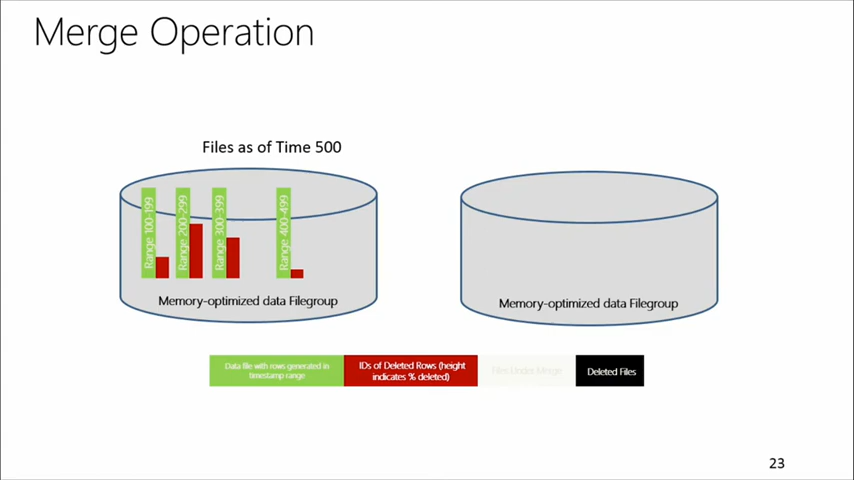 Merge Operation
Files as of Time 500
Range 100-199
Range 200-299
Range 300-399
Range 400-499
Memory-optimized data Filegroup
Memory-optimized data Filegroup
Data file with rows generated in
timestamp range
IDs of Deleted Rows (height
indicates % deleted)
Files Under Merge
Deleted Files
23